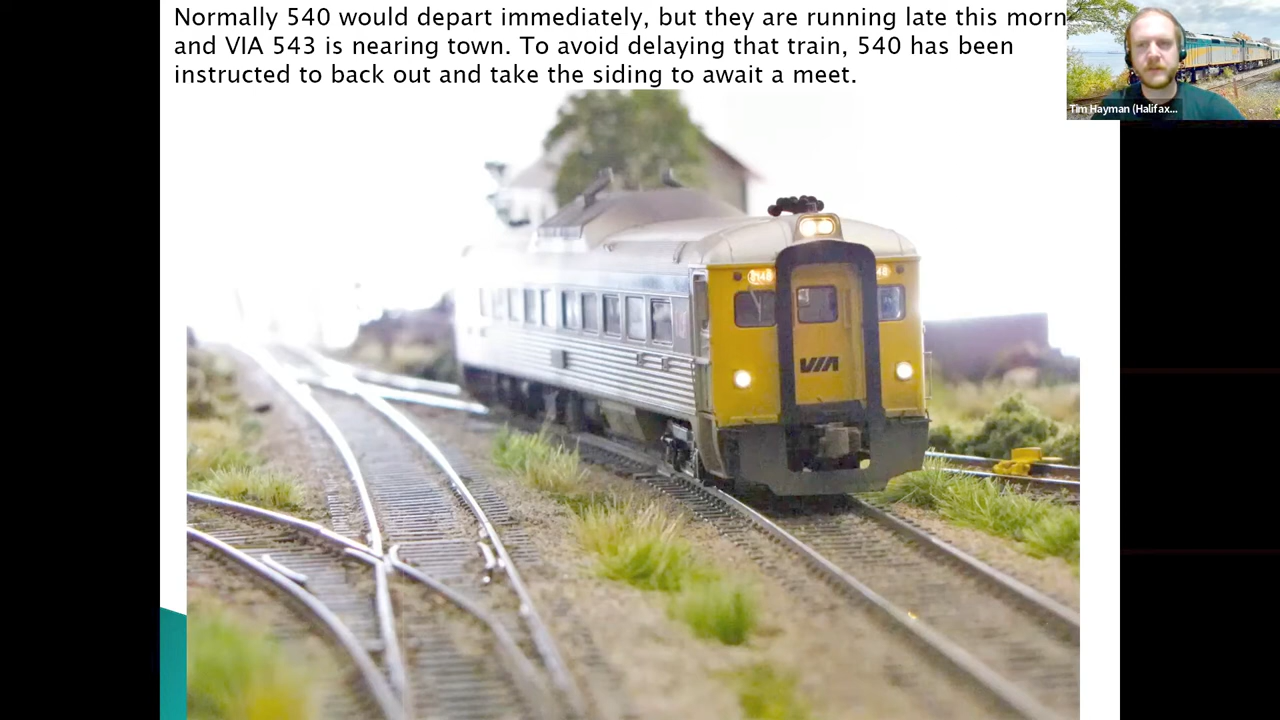 Normally 540 would depart immediately, but they are running late this morn
and VIA 543 is nearing town. To avoid delaying that train, 540 has been
instructed to back out and take the siding to await a meet.
Tim Hayman (Halifax...
6148
VIA